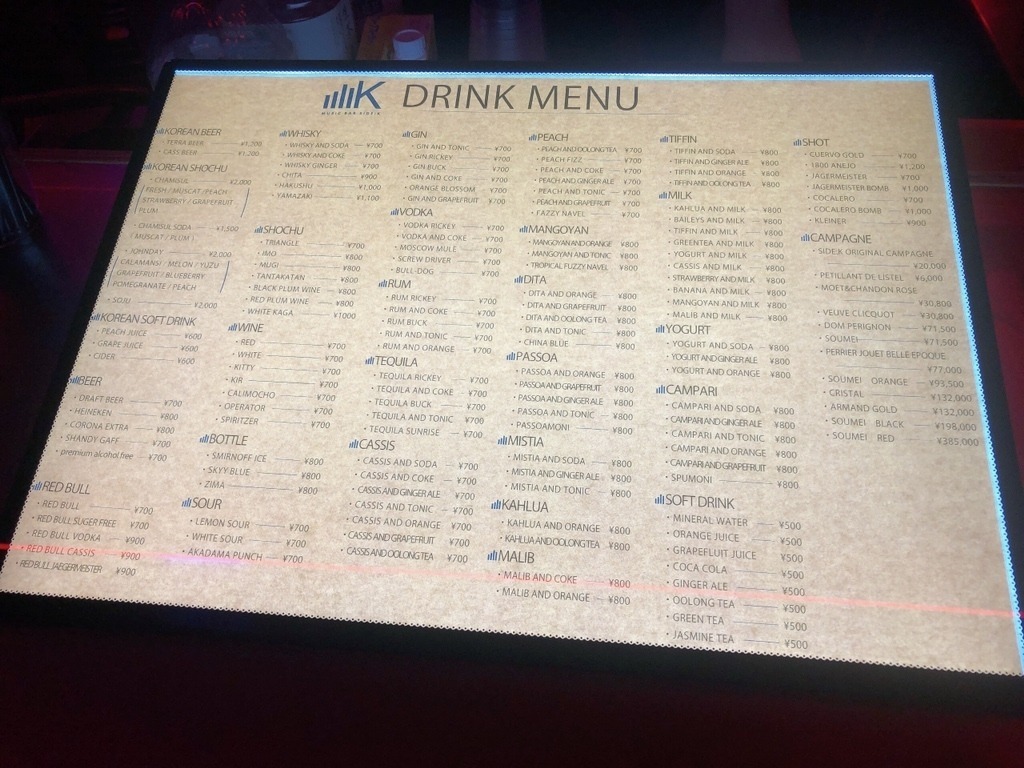 K DRINK MENU
MUSIC BAR SIDE:K
KOREAN BEER
・TERRA BEER ¥1,200
・CASS BEER ¥1,200
KOREAN SHOCHU
・CHAMISUL ¥2,000
FRESH / MUSCAT / PEACH
STRAWBERRY / GRAPEFRUIT
PLUM
・CHAMISUL SODA ¥1,500
MUSCAT / PLUM
・JOHNDAY ¥2,000
CALAMANSI / MELON / YUZU
GRAPEFRUIT / BLUEBERRY
POMEGRANATE / PEACH
・SOJU ¥2,000
KOREAN SOFT DRINK
・PEACH JUICE ¥600
・GRAPE JUICE ¥600
・CIDER ¥600
BEER
・DRAFT BEER ¥700
・HEINEKEN ¥800
・CORONA EXTRA ¥800
・SHANDY GAFF ¥700
・premium alcohol free ¥700
RED BULL
・RED BULL ¥700
・RED BULL SUGER FREE ¥700
・RED BULL VODKA ¥900
・RED BULL CASSIS ¥900
・RED BULL JAEGERMEISTER ¥900
WHISKY
・WHISKY AND SODA ¥700
・WHISKY AND COKE ¥700
・WHISKY GINGER ¥700
・CHITA ¥900
・HAKUSHU ¥1,000
・YAMAZAKI ¥1,100
SHOCHU
・TRIANGLE ¥700
・IMO ¥800
・MUGI ¥800
・TANTAKATAN ¥800
・BLACK PLUM WINE ¥800
・RED PLUM WINE ¥800
・WHITE KAGA ¥1000
WINE
・RED ¥700
・WHITE ¥700
・KITTY ¥700
・KIR ¥700
・CALIMOCHO ¥700
・OPERATOR ¥700
・SPIRITZER ¥700
BOTTLE
・SMIRNOFF ICE ¥800
・SKYY BLUE ¥800
・ZIMA ¥800
SOUR
・LEMON SOUR ¥700
・WHITE SOUR ¥700
・AKADAMA PUNCH ¥700
GIN
・GIN AND TONIC ¥700
・GIN RICKEY ¥700
・GIN BUCK ¥700
・GIN AND COKE ¥700
・ORANGE BLOSSOM ¥700
・GIN AND GRAPEFRUIT ¥700
VODKA
・VODKA RICKEY ¥700
・VODKA AND COKE ¥700
・MOSCOW MULE ¥700
・SCREW DRIVER ¥700
・BULL-DOG ¥700
RUM
・RUM RICKEY ¥700
・RUM AND COKE ¥700
・RUM BUCK ¥700
・RUM AND TONIC ¥700
・RUM AND ORANGE ¥700
TEQUILA
・TEQUILA RICKEY ¥700
・TEQUILA AND COKE ¥700
・TEQUILA BUCK ¥700
・TEQUILA AND TONIC ¥700
・TEQUILA SUNRISE ¥700
CASSIS
・CASSIS AND SODA ¥700
・CASSIS AND COKE ¥700
・CASSIS AND GINGER ALE ¥700
・CASSIS AND TONIC ¥700
・CASSIS AND ORANGE ¥700
・CASSIS AND GRAPEFRUIT ¥700
・CASSIS AND OOLONG TEA ¥700
PEACH
・PEACH AND OOLONG TEA ¥700
・PEACH FIZZ ¥700
・PEACH AND COKE ¥700
・PEACH AND GINGER ALE ¥700
・PEACH AND TONIC ¥700
・PEACH AND GRAPEFRUIT ¥700
・FAZZY NAVEL ¥700
MANGOYAN
・MANGOYAN AND ORANGE ¥800
・MANGOYAN AND TONIC ¥800
・TROPICAL FUZZY NAVEL ¥800
DITA
・DITA AND ORANGE ¥800
・DITA AND GRAPEFRUIT ¥800
・DITA AND OOLONG TEA ¥800
・DITA AND TONIC ¥800
・CHINA BLUE ¥800
PASSOA
・PASSOA AND ORANGE ¥800
・PASSOA AND GRAPEFRUIT ¥800
・PASSOA AND GINGER ALE ¥800
・PASSOA AND TONIC ¥800
・PASSOAMONI ¥800
MISTIA
・MISTIA AND SODA ¥800
・MISTIA AND GINGER ALE ¥800
・MISTIA AND TONIC ¥800
KAHLUA
・KAHLUA AND ORANGE ¥800
・KAHLUA AND OOLONG TEA ¥800
MALIB
・MALIB AND COKE ¥800
・MALIB AND ORANGE ¥800
TIFFIN
・TIFFIN AND SODA ¥800
・TIFFIN AND GINGER ALE ¥800
・TIFFIN AND ORANGE ¥800
・TIFFIN AND OOLONG TEA ¥800
MILK
・KAHLUA AND MILK ¥800
・BAILEYS AND MILK ¥800
・TIFFIN AND MILK ¥800
・GREENTEA AND MILK ¥800
・YOGURT AND MILK ¥800
・CASSIS AND MILK ¥800
・STRAWBERRY AND MILK ¥800
・BANANA AND MILK ¥800
・MANGOYAN AND MILK ¥800
・MALIB AND MILK ¥800
YOGURT
・YOGURT AND SODA ¥800
・YOGURT AND GINGER ALE ¥800
・YOGURT AND ORANGE ¥800
CAMPARI
・CAMPARI AND SODA ¥800
・CAMPARI AND GINGER ALE ¥800
・CAMPARI AND TONIC ¥800
・CAMPARI AND ORANGE ¥800
・CAMPARI AND GRAPEFRUIT ¥800
・SPUMONI ¥800
SOFT DRINK
・MINERAL WATER ¥500
・ORANGE JUICE ¥500
・GRAPEFLUIT JUICE ¥500
・COCA COLA ¥500
・GINGER ALE ¥500
・OOLONG TEA ¥500
・GREEN TEA ¥500
・JASMINE TEA ¥500
SHOT
・CUERVO GOLD ¥700
・1800 ANEJO ¥1,200
・JAGERMEISTER ¥700
・JAGERMEISTER BOMB ¥1,000
・COCALERO ¥700
・COCALERO BOMB ¥1,000
・KLEINER ¥900
CAMPAGNE
・SIDE:K ORIGINAL CAMPAGNE
¥20,000
・PETILLANT DE LISTEL ¥6,000
・MOET&CHANDON ROSE
¥30,800
・VEUVE CLICQUOT ¥30,800
・DOM PERIGNON ¥71,500
・SOUMEI ¥71,500
・PERRIER JOUET BELLE EPOQUE
¥77,000
・SOUMEI ORANGE ¥93,500
・CRISTAL ¥132,000
・ARMAND GOLD ¥132,000
・SOUMEI BLACK ¥198,000
・SOUMEI RED ¥385,000